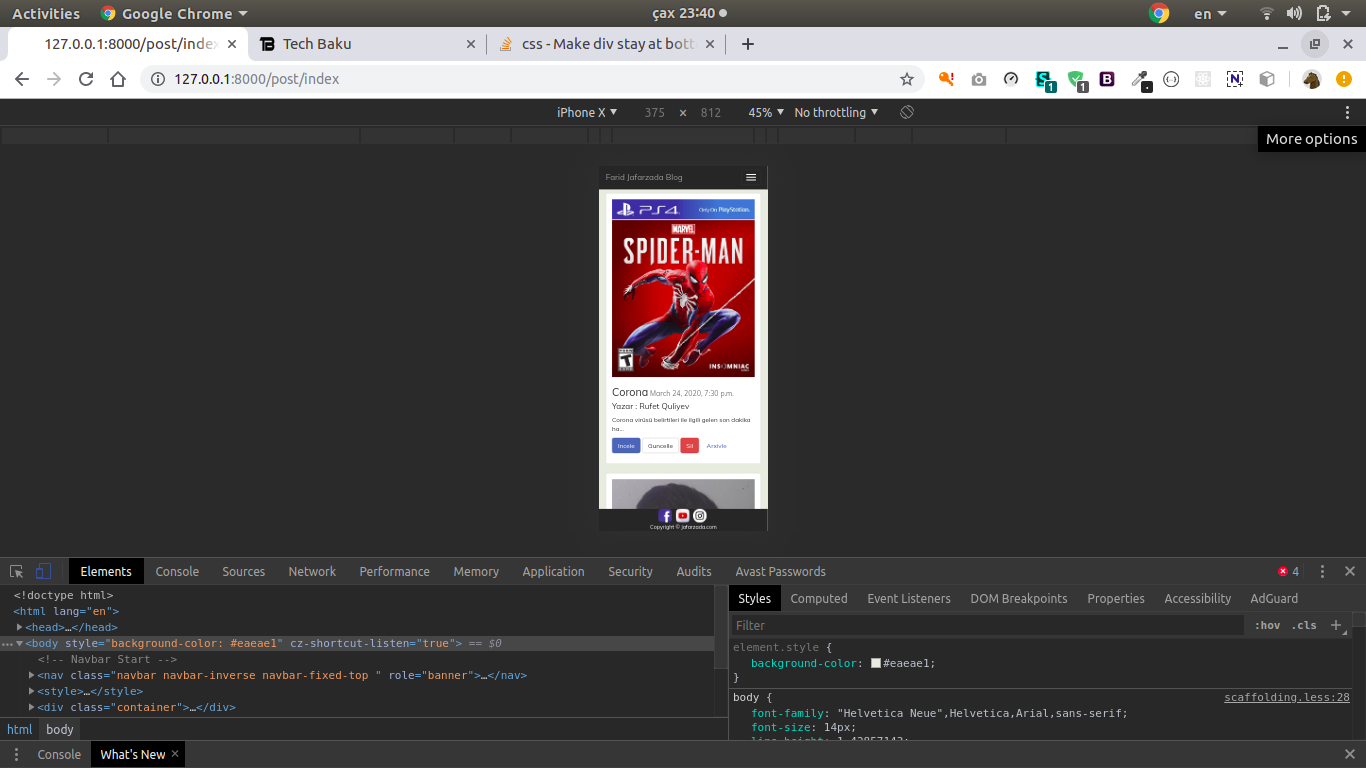 Activities Google Chrome çax 23:40 en
127.0.0.1:8000/post/index Tech Baku css - Make div stay at bott
127.0.0.1:8000/post/index 1 1
iPhone X 375 × 812 45% No throttling
More options
Farid Jafarzada Blog
PS4 Only On PlayStation.
MARVEL
SPIDER-MAN
T INSOMNIAC
Corona March 24, 2020, 7:30 p.m.
Yazar : Rufet Quliyev
Corona virüsü belirtileri ile ilgili gelen son dakika
ha...
Incele Guncelle Sil Arxivle
Copyright © jafarzada.com
Elements Console Sources Network Performance Memory Application Security Audits Avast Passwords 4
<!doctype html>
<html lang="en">
<head>…</head>
<body style="background-color: #eaeae1" cz-shortcut-listen="true"> == $0
<!-- Navbar Start -->
<nav class="navbar navbar-inverse navbar-fixed-top " role="banner">…</nav>
<style>…</style>
<div class="container">…</div>
html body
Styles Computed Event Listeners DOM Breakpoints Properties Accessibility AdGuard
Filter :hov .cls +
element.style {
background-color: #eaeae1;
}
body { scaffolding.less:28
font-family: "Helvetica Neue",Helvetica,Arial,sans-serif;
font-size: 14px;
line-height: 1.42857143;
Console What's New